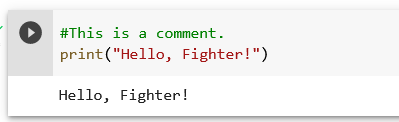 #This is a comment.
print("Hello, Fighter!")
Hello, Fighter!